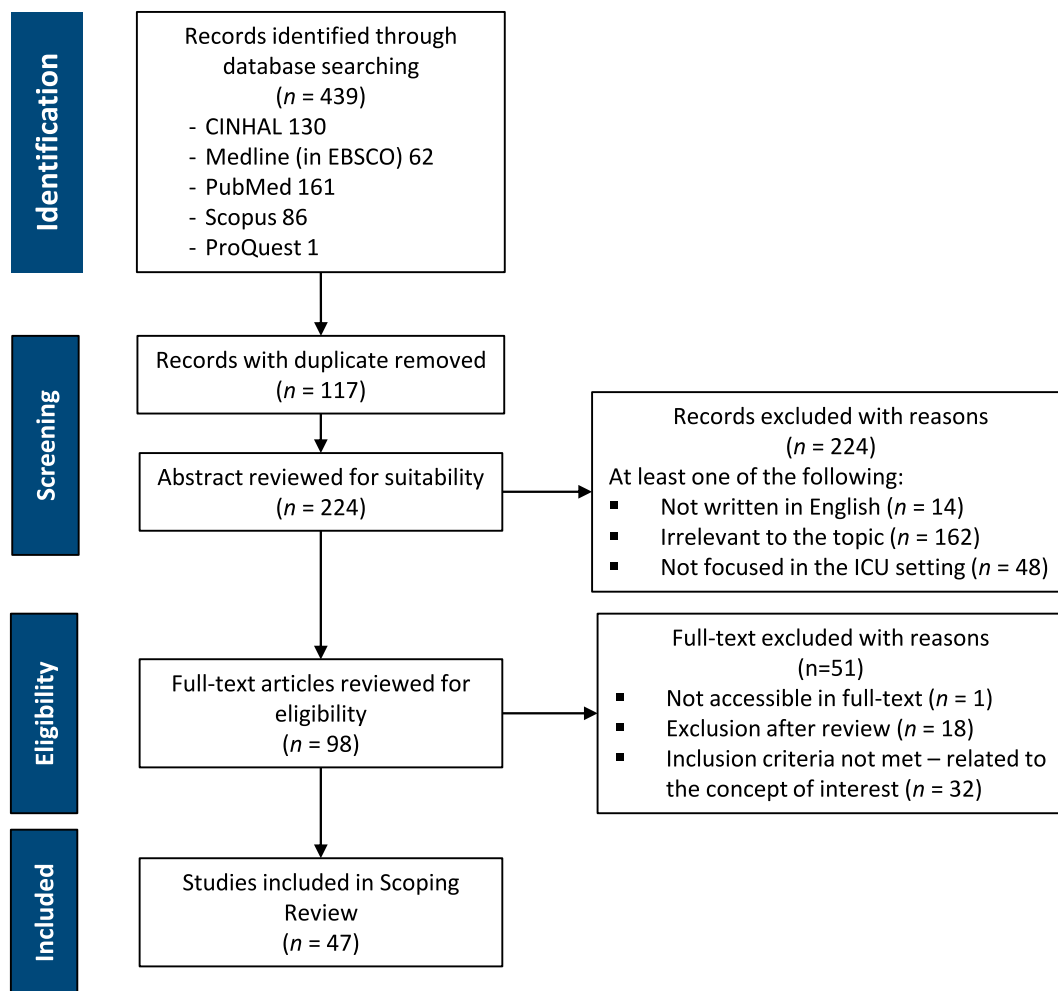 Identification
Records identified through
database searching
(n = 439)
- CINHAL 130
- Medline (in EBSCO) 62
- PubMed 161
- Scopus 86
- ProQuest 1
Screening
Records with duplicate removed
(n = 117)
Abstract reviewed for suitability
(n = 224)
Records excluded with reasons
(n = 224)
At least one of the following:
▪ Not written in English (n = 14)
▪ Irrelevant to the topic (n = 162)
▪ Not focused in the ICU setting (n = 48)
Eligibility
Full-text articles reviewed for
eligibility
(n = 98)
Full-text excluded with reasons
(n=51)
▪ Not accessible in full-text (n = 1)
▪ Exclusion after review (n = 18)
▪ Inclusion criteria not met – related to
the concept of interest (n = 32)
Included
Studies included in Scoping
Review
(n = 47)